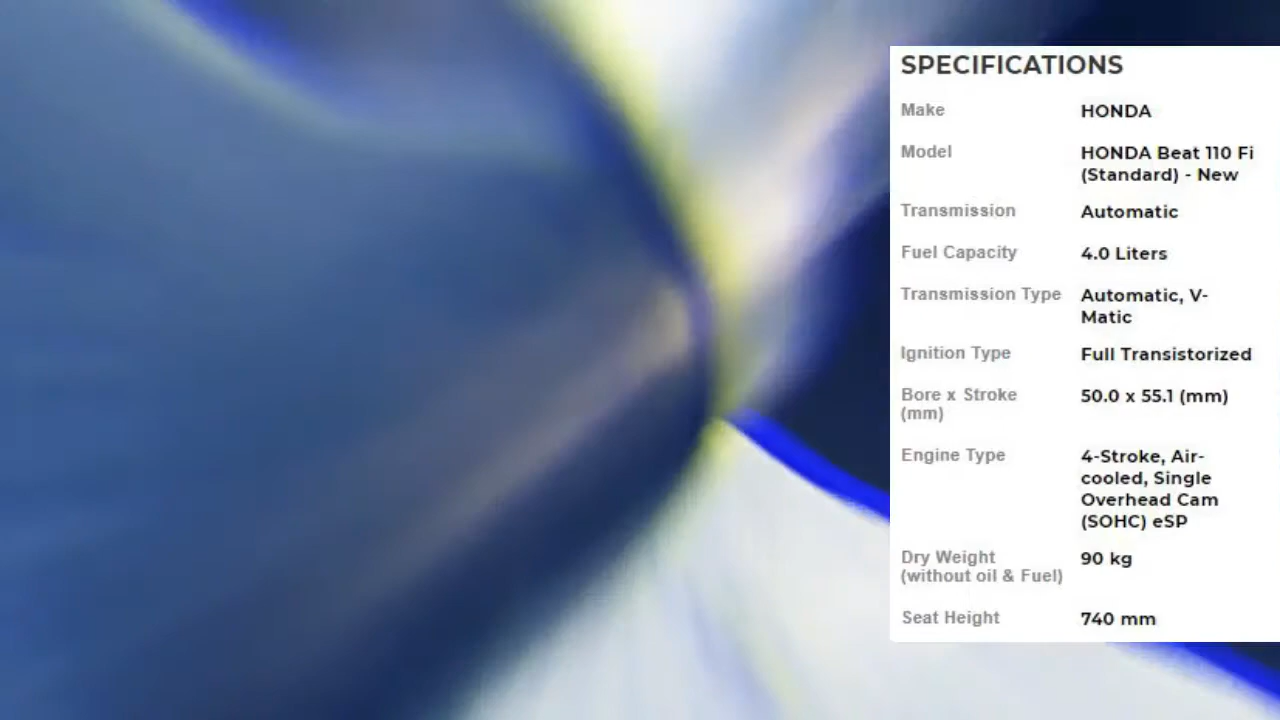 SPECIFICATIONS
Make HONDA
Model HONDA Beat 110 Fi
(Standard) - New
Transmission Automatic
Fuel Capacity 4.0 Liters
Transmission Type Automatic, V-
Matic
Ignition Type Full Transistorized
Bore x Stroke 50.0 x 55.1 (mm)
(mm)
Engine Type 4-Stroke, Air-
cooled, Single
Overhead Cam
(SOHC) eSP
Dry Weight 90 kg
(without oil & Fuel)
Seat Height 740 mm